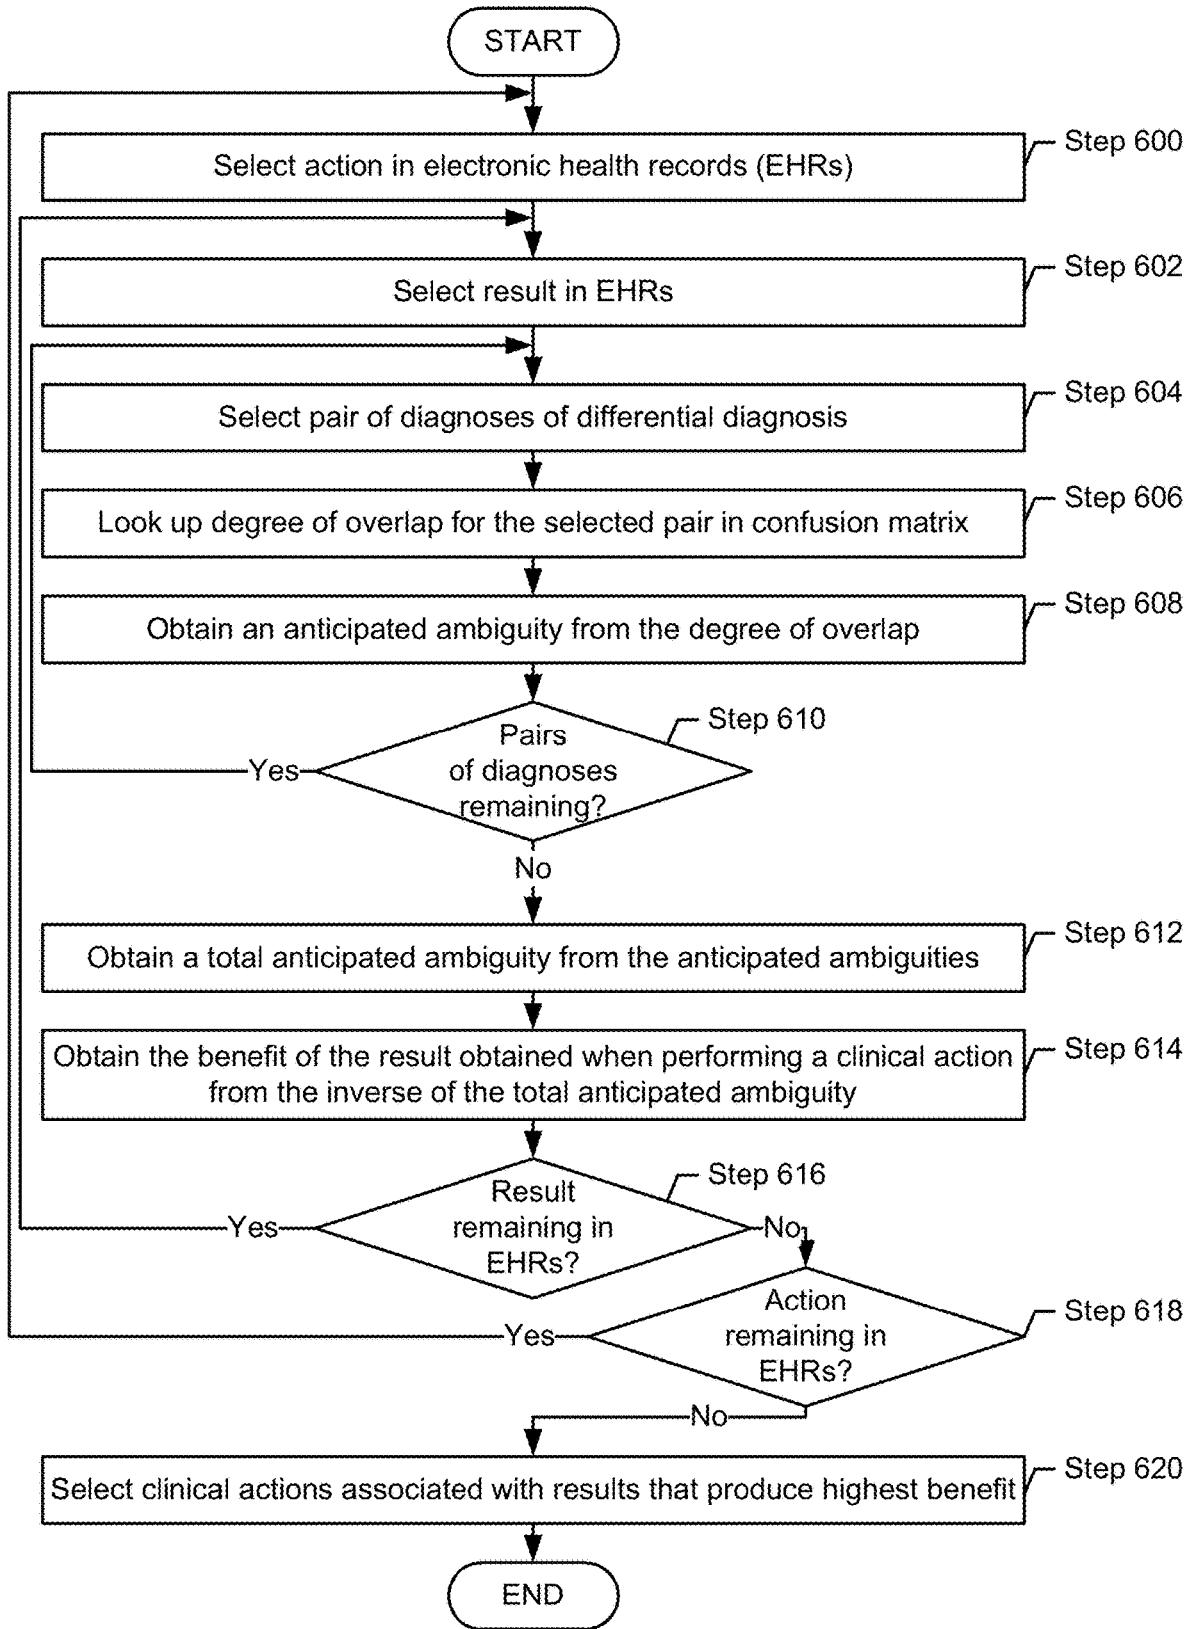 START
Select action in electronic health records (EHRs)
Step 600
Select result in EHRs
Step 602
Select pair of diagnoses of differential diagnosis
Step 604
Look up degree of overlap for the selected pair in confusion matrix
Step 606
Obtain an anticipated ambiguity from the degree of overlap
Step 608
Pairs
of diagnoses
remaining?
Step 610
Yes
No
Obtain a total anticipated ambiguity from the anticipated ambiguities
Step 612
Obtain the benefit of the result obtained when performing a clinical action
from the inverse of the total anticipated ambiguity
Step 614
Result
remaining in
EHRs?
Step 616
Yes
No
Action
remaining in
EHRs?
Step 618
Yes
No
Select clinical actions associated with results that produce highest benefit
Step 620
END